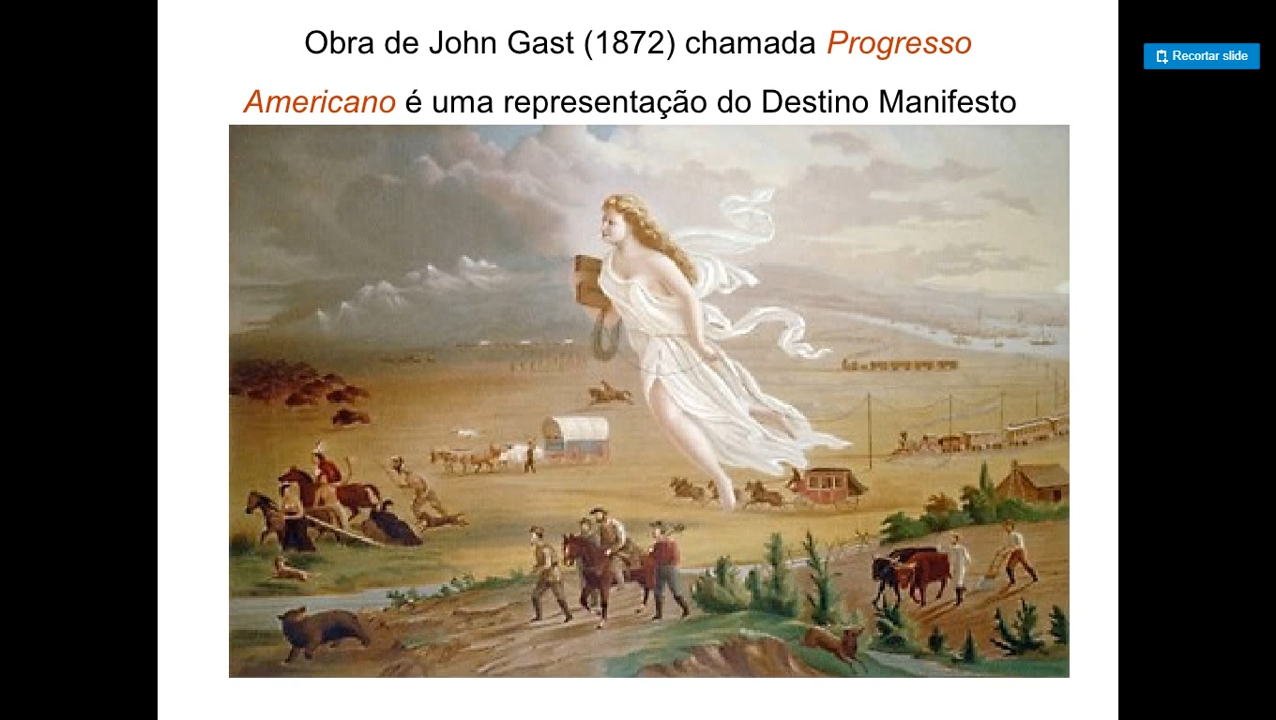 Obra de John Gast (1872) chamada Progresso
Americano é uma representação do Destino Manifesto
Recortar slide